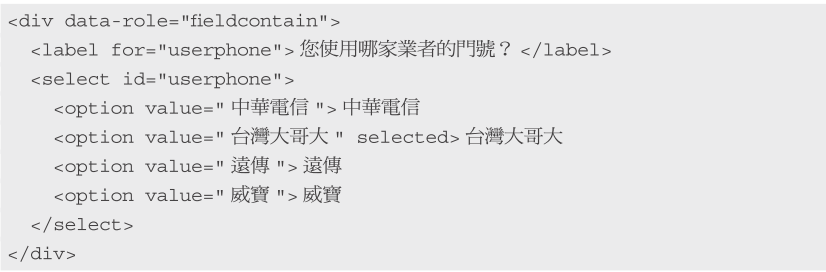 <div data-role="fieldcontain">
<label for="userphone">您使用哪家業者的門號？</label>
<select id="userphone">
<option value="中華電信">中華電信
<option value="台灣大哥大" selected>台灣大哥大
<option value="遠傳">遠傳
<option value="威寶">威寶
</select>
</div>